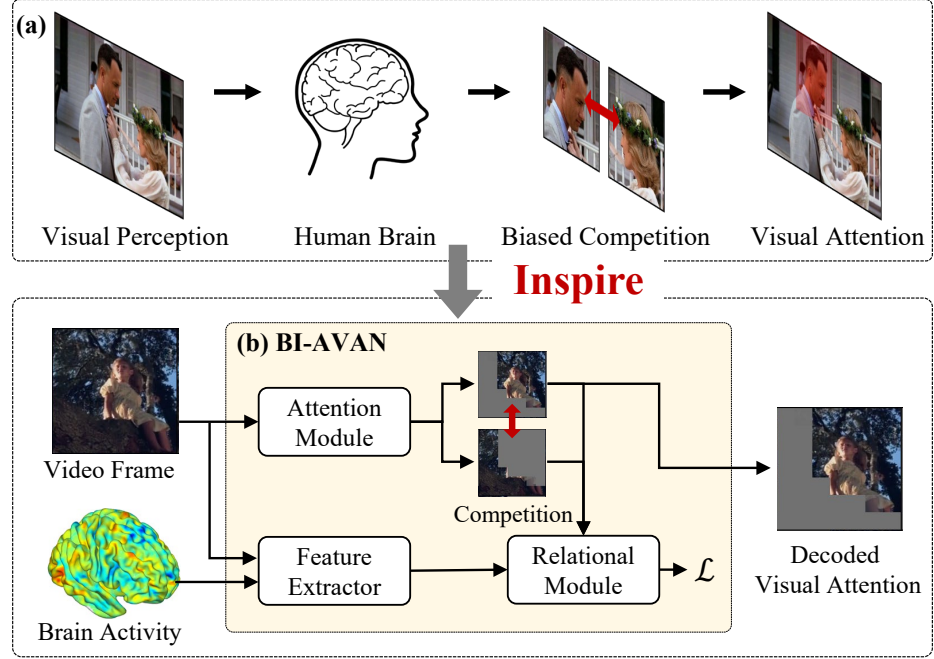 (a)
Visual Perception
Human Brain
Biased Competition
Visual Attention
Inspire
(b) BI-AVAN
Video Frame
Attention
Module
Competition
Brain Activity
Feature
Extractor
Relational
Module
ℒ
Decoded
Visual Attention